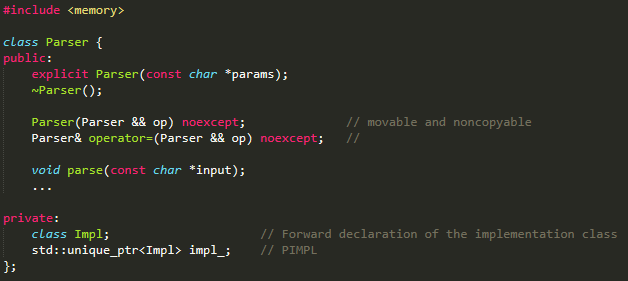 #include <memory>
class Parser {
public:
explicit Parser(const char *params);
~Parser();
Parser(Parser && op) noexcept; // movable and noncopyable
Parser& operator=(Parser && op) noexcept; //
void parse(const char *input);
...
private:
class Impl; // Forward declaration of the implementation class
std::unique_ptr<Impl> impl_; // PIMPL
};